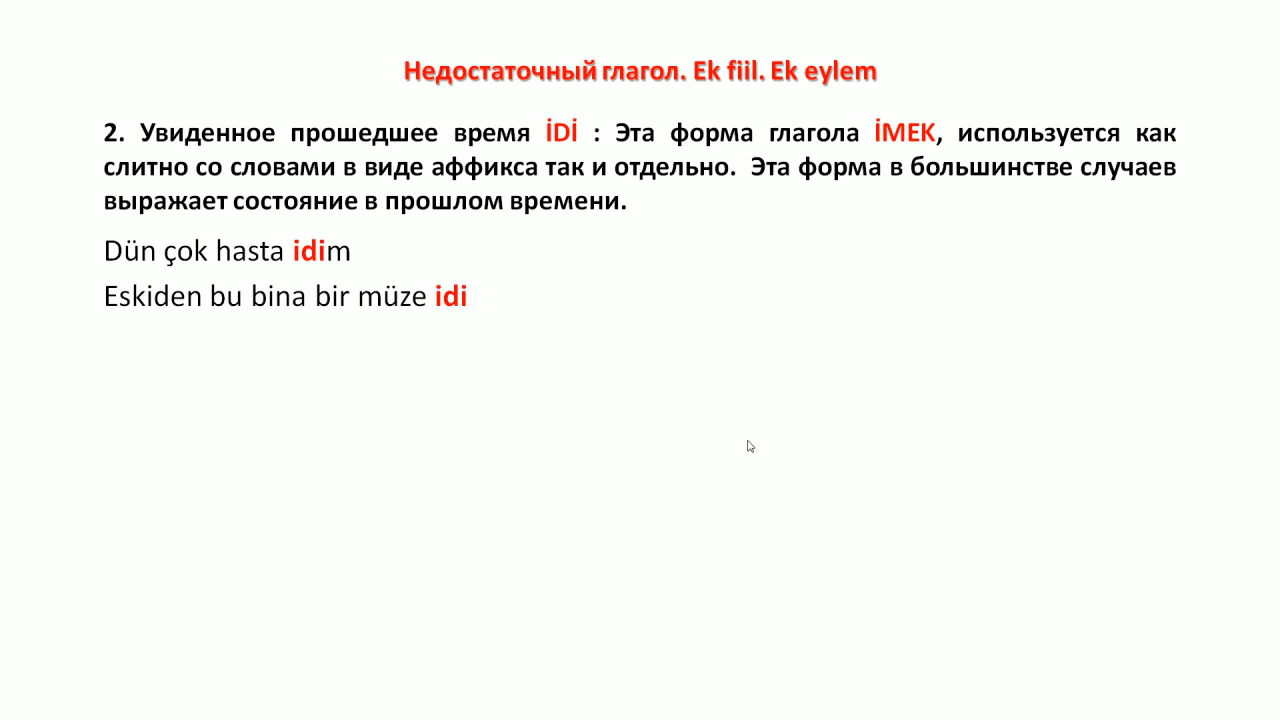 Недостаточный глагол. Ek fiil. Ek eylem
2. Увиденное прошедшее время İDİ : Эта форма глагола İMEK, используется как
слитно со словами в виде аффикса так и отдельно. Эта форма в большинстве случаев
выражает состояние в прошлом времени.
Dün çok hasta idim
Eskiden bu bina bir müze idi